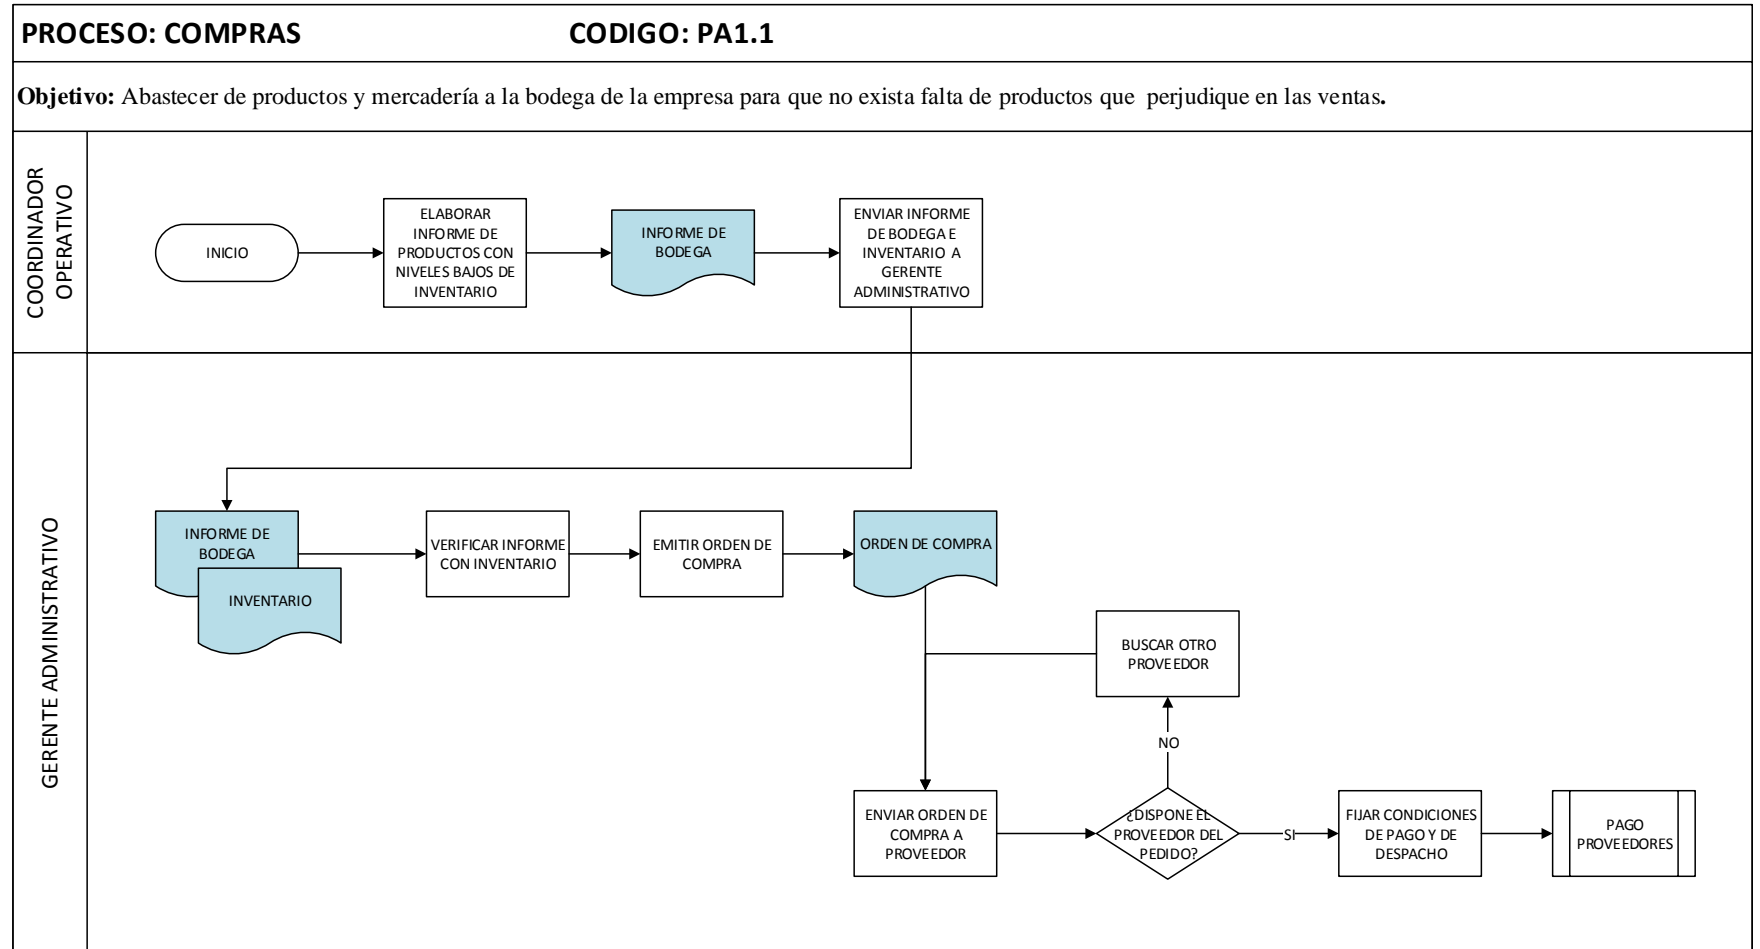 PROCESO: COMPRAS CODIGO: PA1.1
Objetivo: Abastecer de productos y mercadería a la bodega de la empresa para que no exista falta de productos que perjudique en las ventas.
COORDINADOR
OPERATIVO
INICIO
ELABORAR
INFORME DE
PRODUCTOS CON
NIVELES BAJOS DE
INVENTARIO
INFORME DE
BODEGA
ENVIAR INFORME
DE BODEGA E
INVENTARIO A
GERENTE
ADMINISTRATIVO
GERENTE ADMINISTRATIVO
INFORME DE
BODEGA
INVENTARIO
VERIFICAR INFORME
CON INVENTARIO
EMITIR ORDEN DE
COMPRA
ORDEN DE COMPRA
BUSCAR OTRO
PROVEEDOR
NO
ENVIAR ORDEN DE
COMPRA A
PROVEEDOR
¿DISPONE EL
PROVEEDOR DEL
PEDIDO?
SI
FIJAR CONDICIONES
DE PAGO Y DE
DESPACHO
PAGO
PROVEEDORES